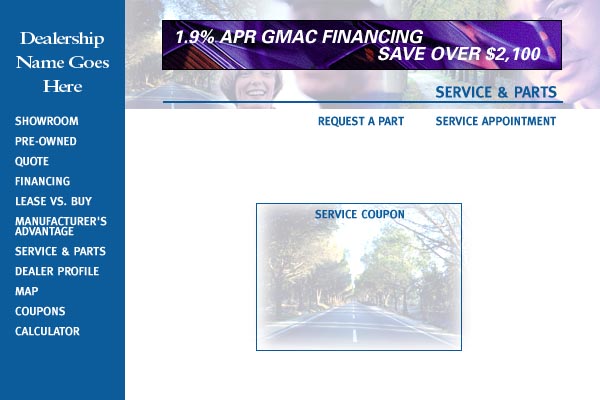 Dealership
Name Goes
Here
1.9% APR GMAC FINANCING
SAVE OVER $2,100
SERVICE & PARTS
REQUEST A PART
SERVICE APPOINTMENT
SHOWROOM
PRE-OWNED
QUOTE
FINANCING
LEASE VS. BUY
MANUFACTURER'S
ADVANTAGE
SERVICE & PARTS
DEALER PROFILE
MAP
COUPONS
CALCULATOR
SERVICE COUPON